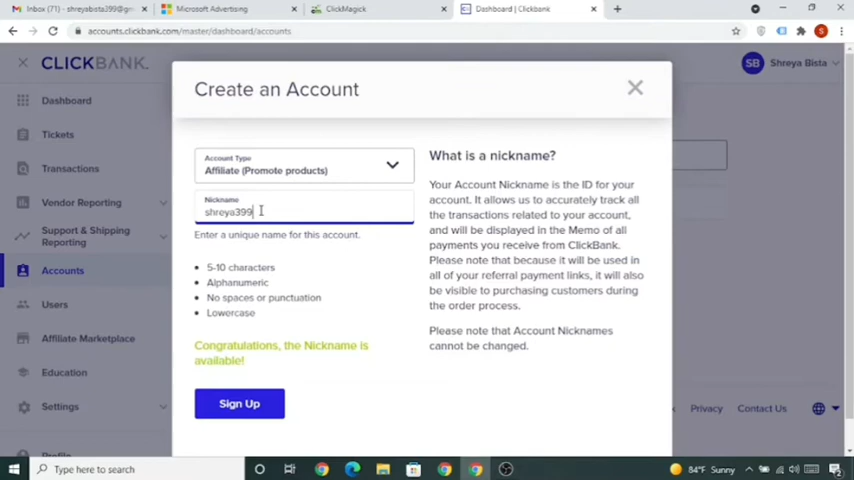 Inbox (71) - shreyabista399@gm
Microsoft Advertising
ClickMagick
Dashboard | Clickbank
accounts.clickbank.com/master/dashboard/accounts
S
CLICKBANK
SB
Shreya Bista
Dashboard
Tickets
Transactions
Vendor Reporting
Support & Shipping
Reporting
Accounts
Users
Affiliate Marketplace
Education
Settings
Create an Account
Account Type
Affiliate (Promote products)
Nickname
shreya399
Enter a unique name for this account.
• 5-10 characters
• Alphanumeric
• No spaces or punctuation
• Lowercase
Congratulations, the Nickname is
available!
Sign Up
What is a nickname?
Your Account Nickname is the ID for your
account. It allows us to accurately track all
the transactions related to your account,
and will be displayed in the Memo of all
payments you receive from ClickBank.
Please note that because it will be used in
all of your referral payment links, it will also
be visible to purchasing customers during
the order process.
Please note that Account Nicknames
cannot be changed.
Privacy
Contact Us
Type here to search
84°F Sunny